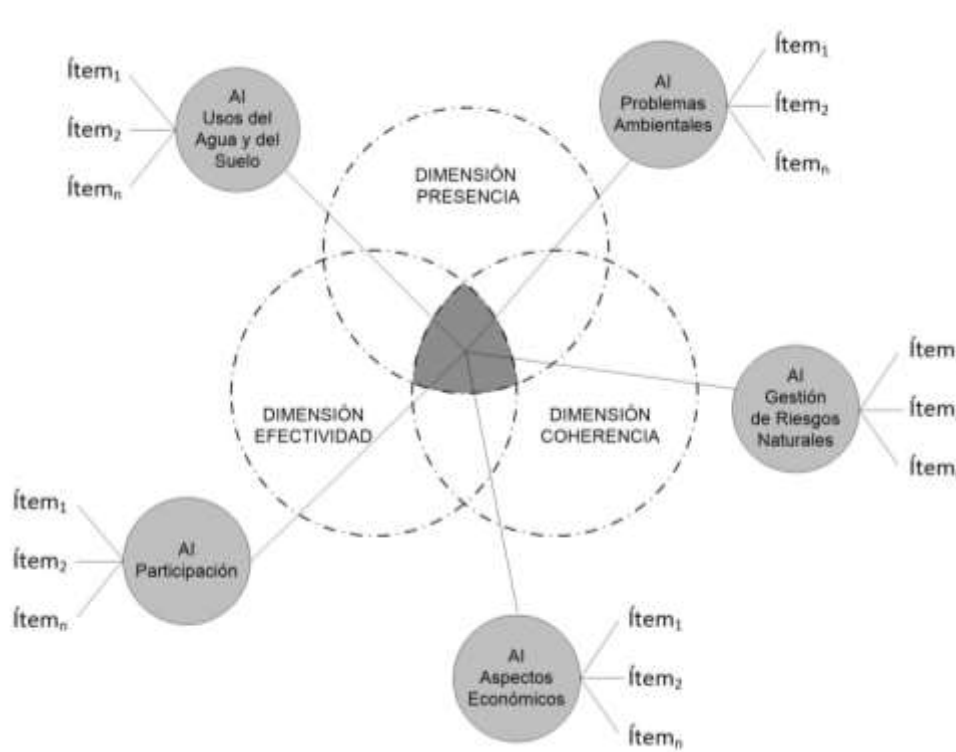 Ítem₁
Ítem₂
Ítemₙ
AI
Usos del
Agua y del
Suelo
AI
Problemas
Ambientales
Ítem₁
Ítem₂
Ítemₙ
DIMENSIÓN
PRESENCIA
DIMENSIÓN
EFECTIVIDAD
DIMENSIÓN
COHERENCIA
AI
Gestión
de Riesgos
Naturales
Ítem
Ítem
Ítem
Ítem₁
Ítem₂
Ítemₙ
AI
Participación
AI
Aspectos
Económicos
Ítem₁
Ítem₂
Ítemₙ